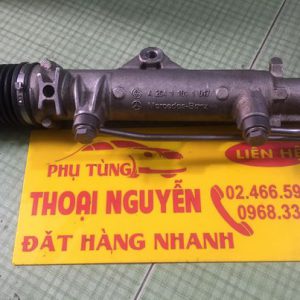 Mercedes-Benz
LIÊN HỆ
PHỤ TÙNG
THOẠI NGUYỄN
02.466.59
0968.33
ĐẶT HÀNG NHANH